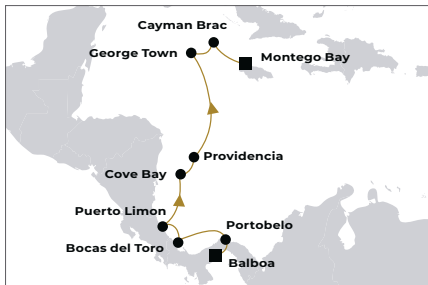 Cayman Brac
George Town
Montego Bay
Providencia
Cove Bay
Puerto Limon
Portobelo
Bocas del Toro
Balboa